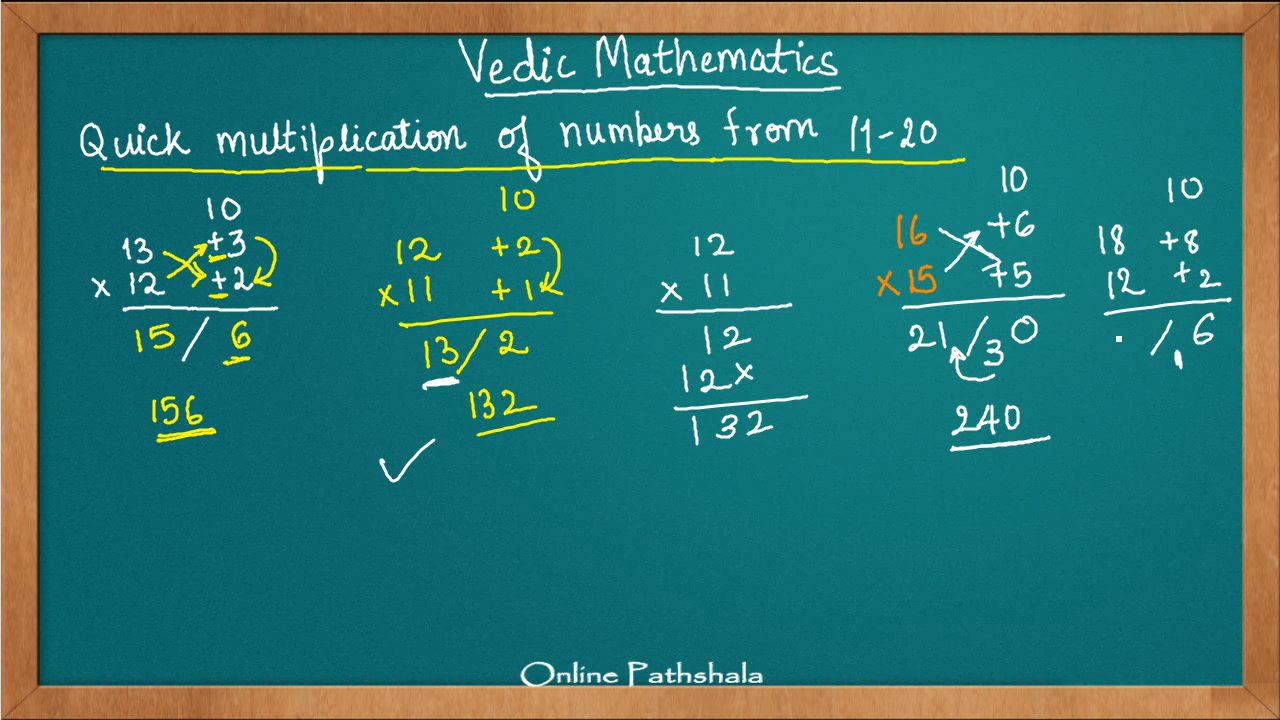 Vedic Mathematics
Quick multiplication of numbers from 11-20
10
13 +3
x 12 +2
15 / 6
156
10
12 +2
x 11 +1
13 / 2
132
✓
12
x 11
12
12x
132
10
16 +6
x 15 +5
21 / 3 0
240
10
18 +8
12 +2
/ 6
Online Pathshala